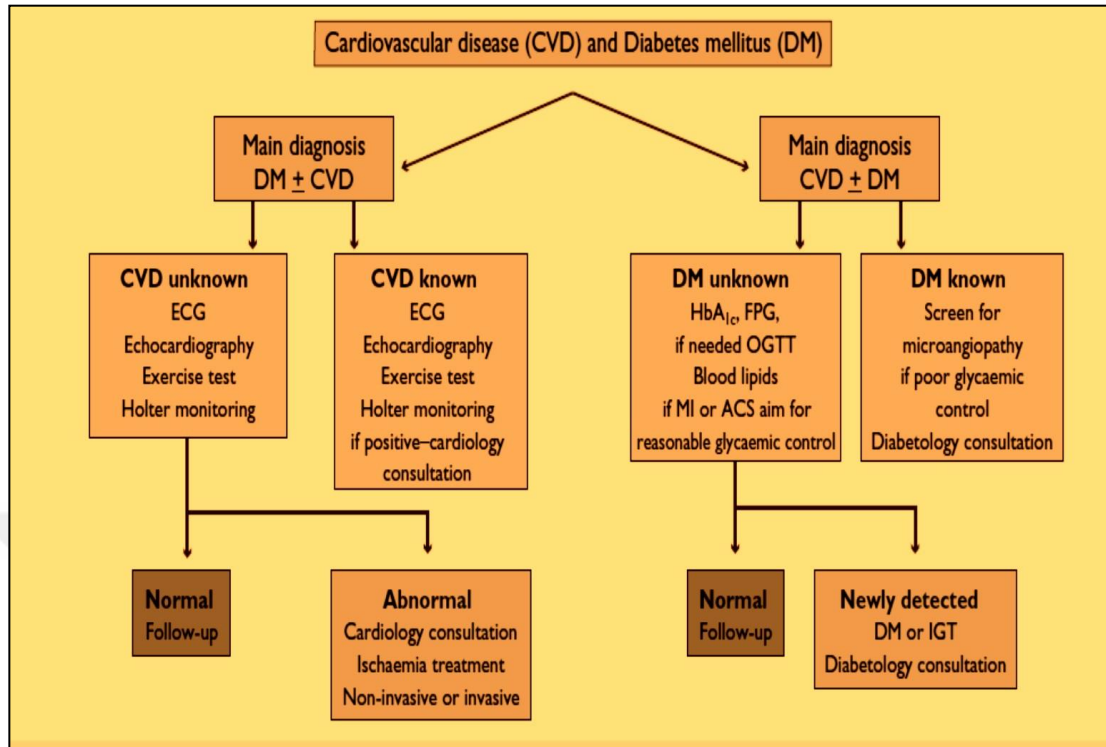 Cardiovascular disease (CVD) and Diabetes mellitus (DM)
Main diagnosis
DM ± CVD
Main diagnosis
CVD ± DM
CVD unknown
ECG
Echocardiography
Exercise test
Holter monitoring
CVD known
ECG
Echocardiography
Exercise test
Holter monitoring
if positive–cardiology
consultation
DM unknown
HbA1c, FPG,
if needed OGTT
Blood lipids
if MI or ACS aim for
reasonable glycaemic control
DM known
Screen for
microangiopathy
if poor glycaemic
control
Diabetology consultation
Normal
Follow-up
Abnormal
Cardiology consultation
Ischaemia treatment
Non-invasive or invasive
Normal
Follow-up
Newly detected
DM or IGT
Diabetology consultation